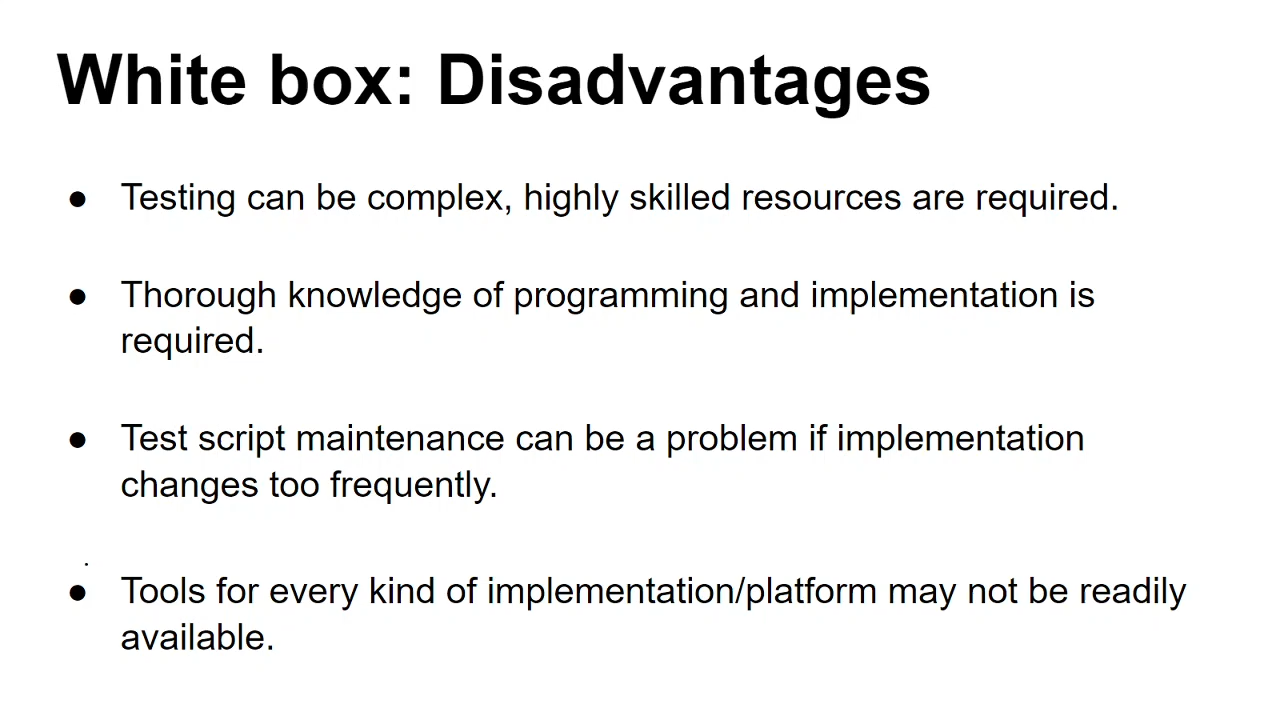 White box: Disadvantages
● Testing can be complex, highly skilled resources are required.
● Thorough knowledge of programming and implementation is
required.
● Test script maintenance can be a problem if implementation
changes too frequently.
.
● Tools for every kind of implementation/platform may not be readily
available.